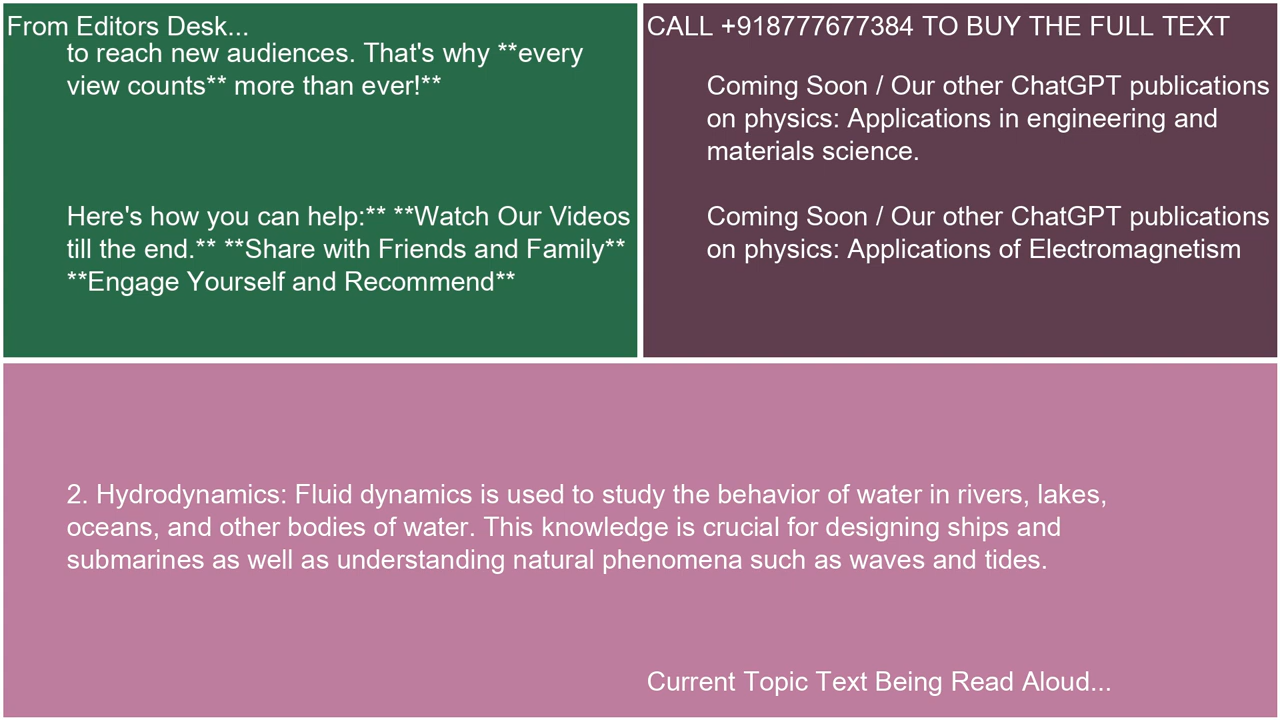 From Editors Desk...
to reach new audiences. That's why **every
view counts** more than ever!**
Here's how you can help:** **Watch Our Videos
till the end.** **Share with Friends and Family**
**Engage Yourself and Recommend**
CALL +918777677384 TO BUY THE FULL TEXT
Coming Soon / Our other ChatGPT publications
on physics: Applications in engineering and
materials science.
Coming Soon / Our other ChatGPT publications
on physics: Applications of Electromagnetism
2. Hydrodynamics: Fluid dynamics is used to study the behavior of water in rivers, lakes,
oceans, and other bodies of water. This knowledge is crucial for designing ships and
submarines as well as understanding natural phenomena such as waves and tides.
Current Topic Text Being Read Aloud...